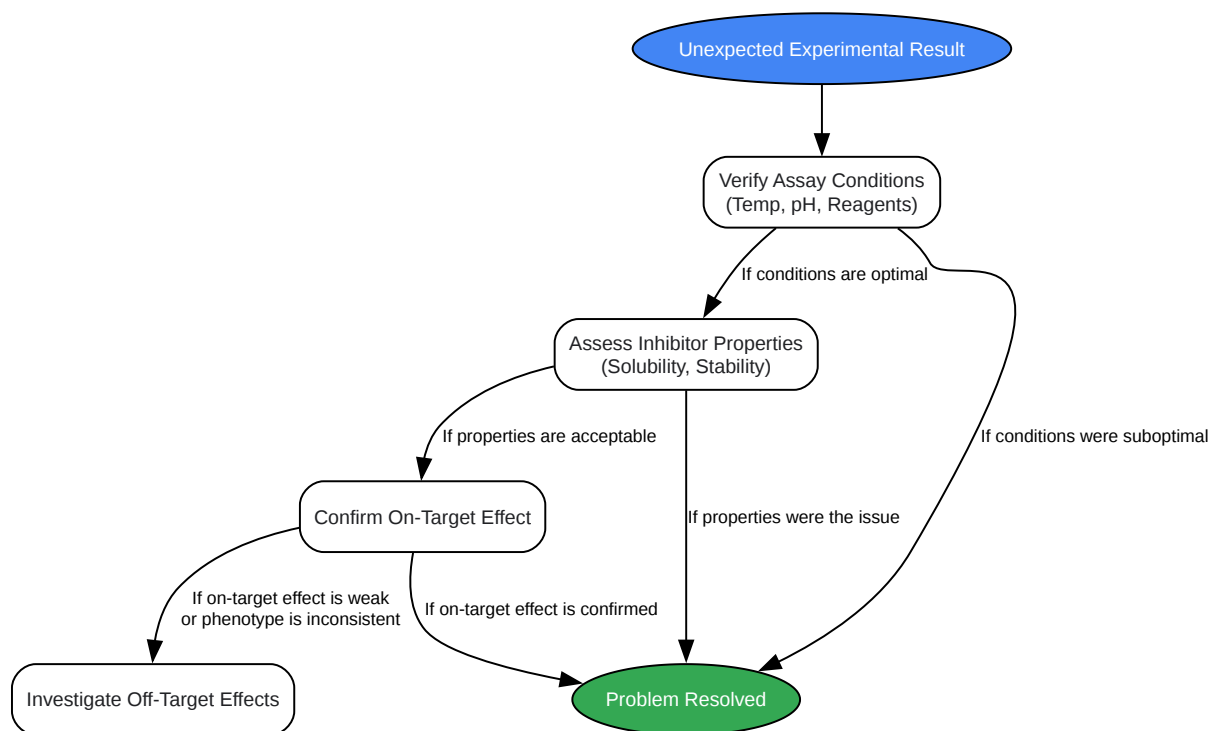 Unexpected Experimental Result
Verify Assay Conditions
(Temp, pH, Reagents)
If conditions are optimal
Assess Inhibitor Properties
(Solubility, Stability)
If properties are acceptable
If conditions were suboptimal
Confirm On-Target Effect
If properties were the issue
If on-target effect is weak
or phenotype is inconsistent
If on-target effect is confirmed
Investigate Off-Target Effects
Problem Resolved